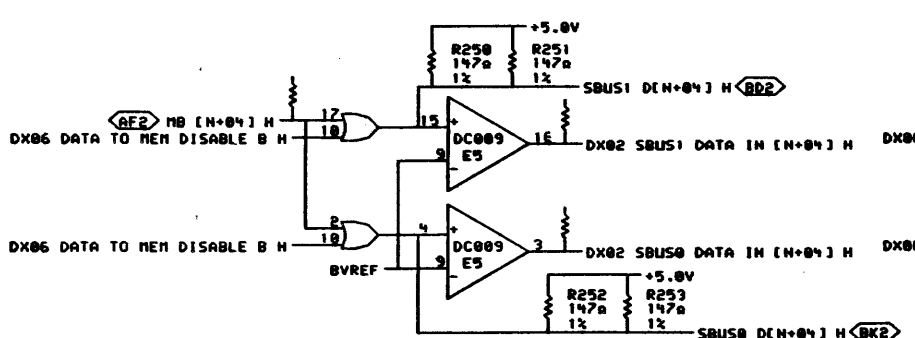 +5.0V
R250 R251
147Ω 147Ω
1% 1%
SBUS1 D[N+04] H BD2
AF2 MB [N+04] H 17
DX06 DATA TO MEM DISABLE B H 18
15 + DC009 E5 9 - 16
DX02 SBUS1 DATA IN [N+04] H
DX0
2
DX06 DATA TO MEM DISABLE B H 18
4 + DC009 E5 9 - 3
DX02 SBUS0 DATA IN [N+04] H
DX0
BVREF
+5.0V
R252 R253
147Ω 147Ω
1% 1%
SBUS0 D[N+04] H BK2